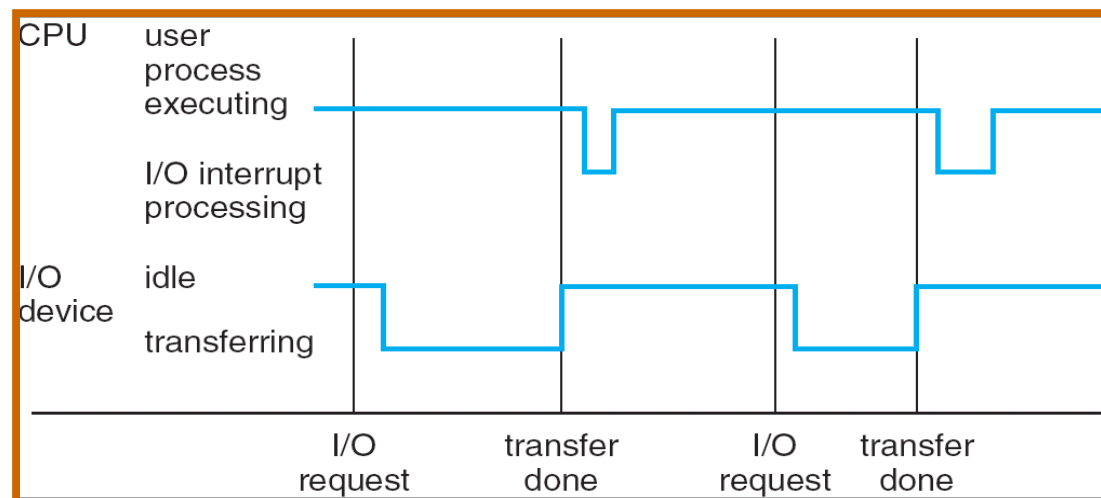 CPU
user
process
executing
I/O interrupt
processing
I/O
device
idle
transferring
I/O
request
transfer
done
I/O
request
transfer
done